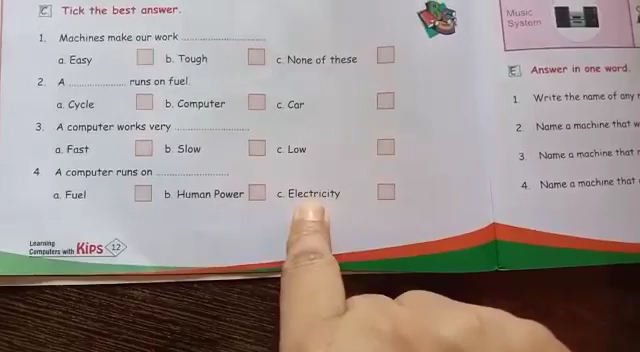 C. Tick the best answer.
1. Machines make our work ....................
a. Easy b. Tough c. None of these
2. A .................... runs on fuel.
a. Cycle b. Computer c. Car
3. A computer works very ....................
a. Fast b. Slow c. Low
4. A computer runs on ....................
a. Fuel b. Human Power c. Electricity
Learning
Computers with KIPS 12
Music
System
E. Answer in one word.
1. Write the name of any
2. Name a machine that
3. Name a machine that
4. Name a machine that